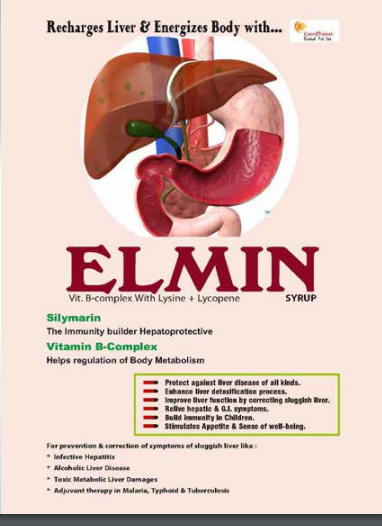 Recharges Liver & Energizes Body with...
ELMIN
Vit. B-complex With Lysine + Lycopene SYRUP
Silymarin
The Immunity builder Hepatoprotective
Vitamin B-Complex
Helps regulation of Body Metabolism
Protect against liver disease of all kinds.
Enhance liver detoxification process.
Improve liver function by correcting sluggish liver.
Relive hepatic & G.I. symptoms.
Build immunity in Children.
Stimulates Appetite & Sense of well-being.
For prevention & correction of symptoms of sluggish liver like :
* Infective Hepatitis
* Alcoholic Liver Disease
* Toxic Metabolic Liver Damages
* Adjuvant therapy in Malaria, Typhoid & Tuberculosis